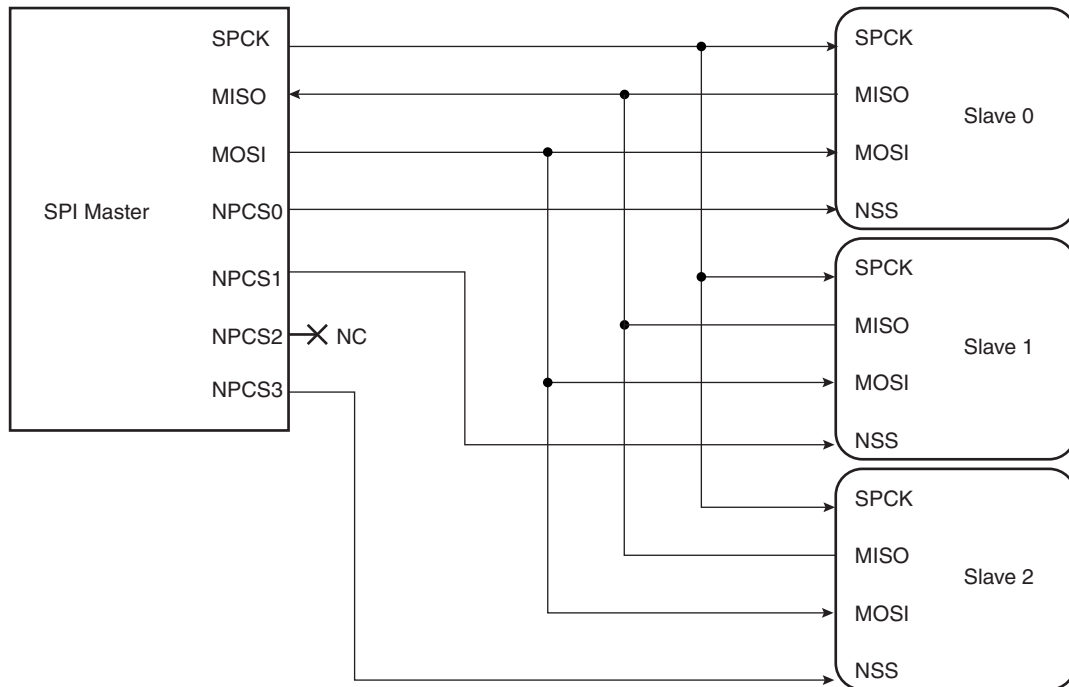 SPI Master
SPCK
MISO
MOSI
NPCS0
NPCS1
NPCS2
NC
NPCS3
SPCK
MISO
Slave 0
MOSI
NSS
SPCK
MISO
Slave 1
MOSI
NSS
SPCK
MISO
Slave 2
MOSI
NSS